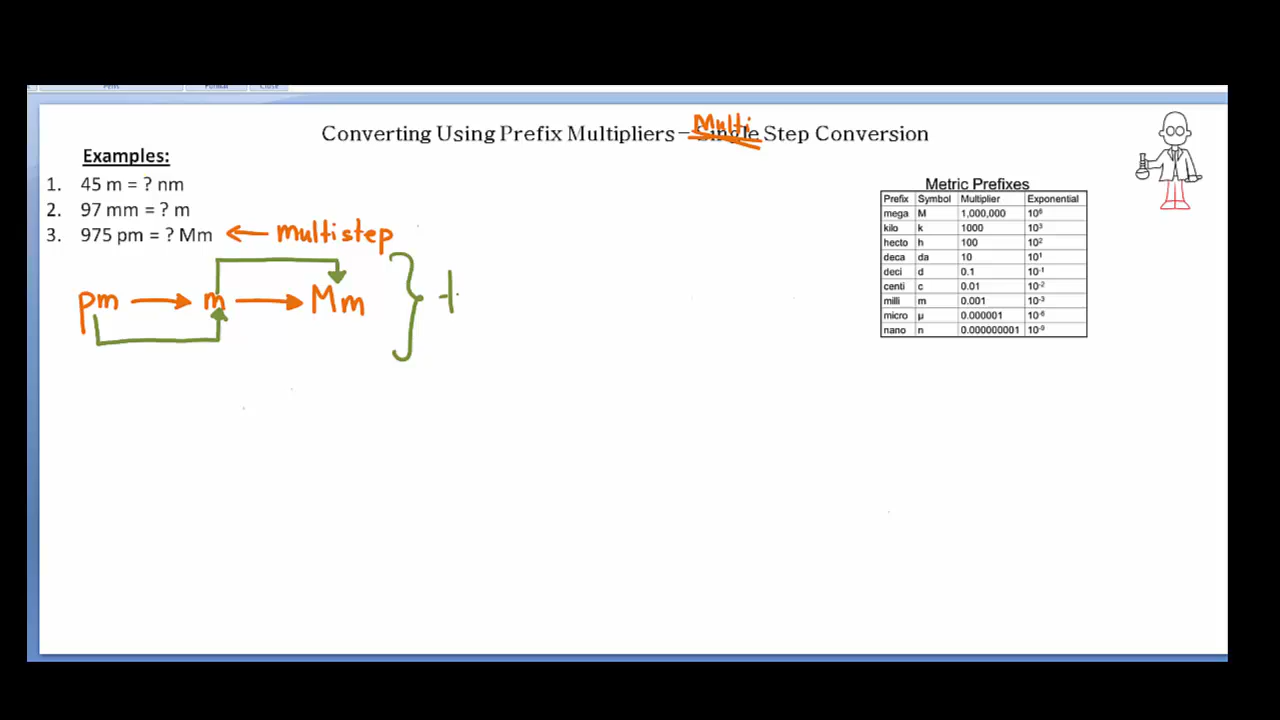 Pens Format Close
Converting Using Prefix Multipliers – Single Step Conversion
Multi
Examples:
1. 45 m = ? nm
2. 97 mm = ? m
3. 975 pm = ? Mm ← multistep
pm → m → Mm
Metric Prefixes
Prefix Symbol Multiplier Exponential
mega M 1,000,000 10⁶
kilo k 1000 10³
hecto h 100 10²
deca da 10 10¹
deci d 0.1 10⁻¹
centi c 0.01 10⁻²
milli m 0.001 10⁻³
micro µ 0.000001 10⁻⁶
nano n 0.000000001 10⁻⁹